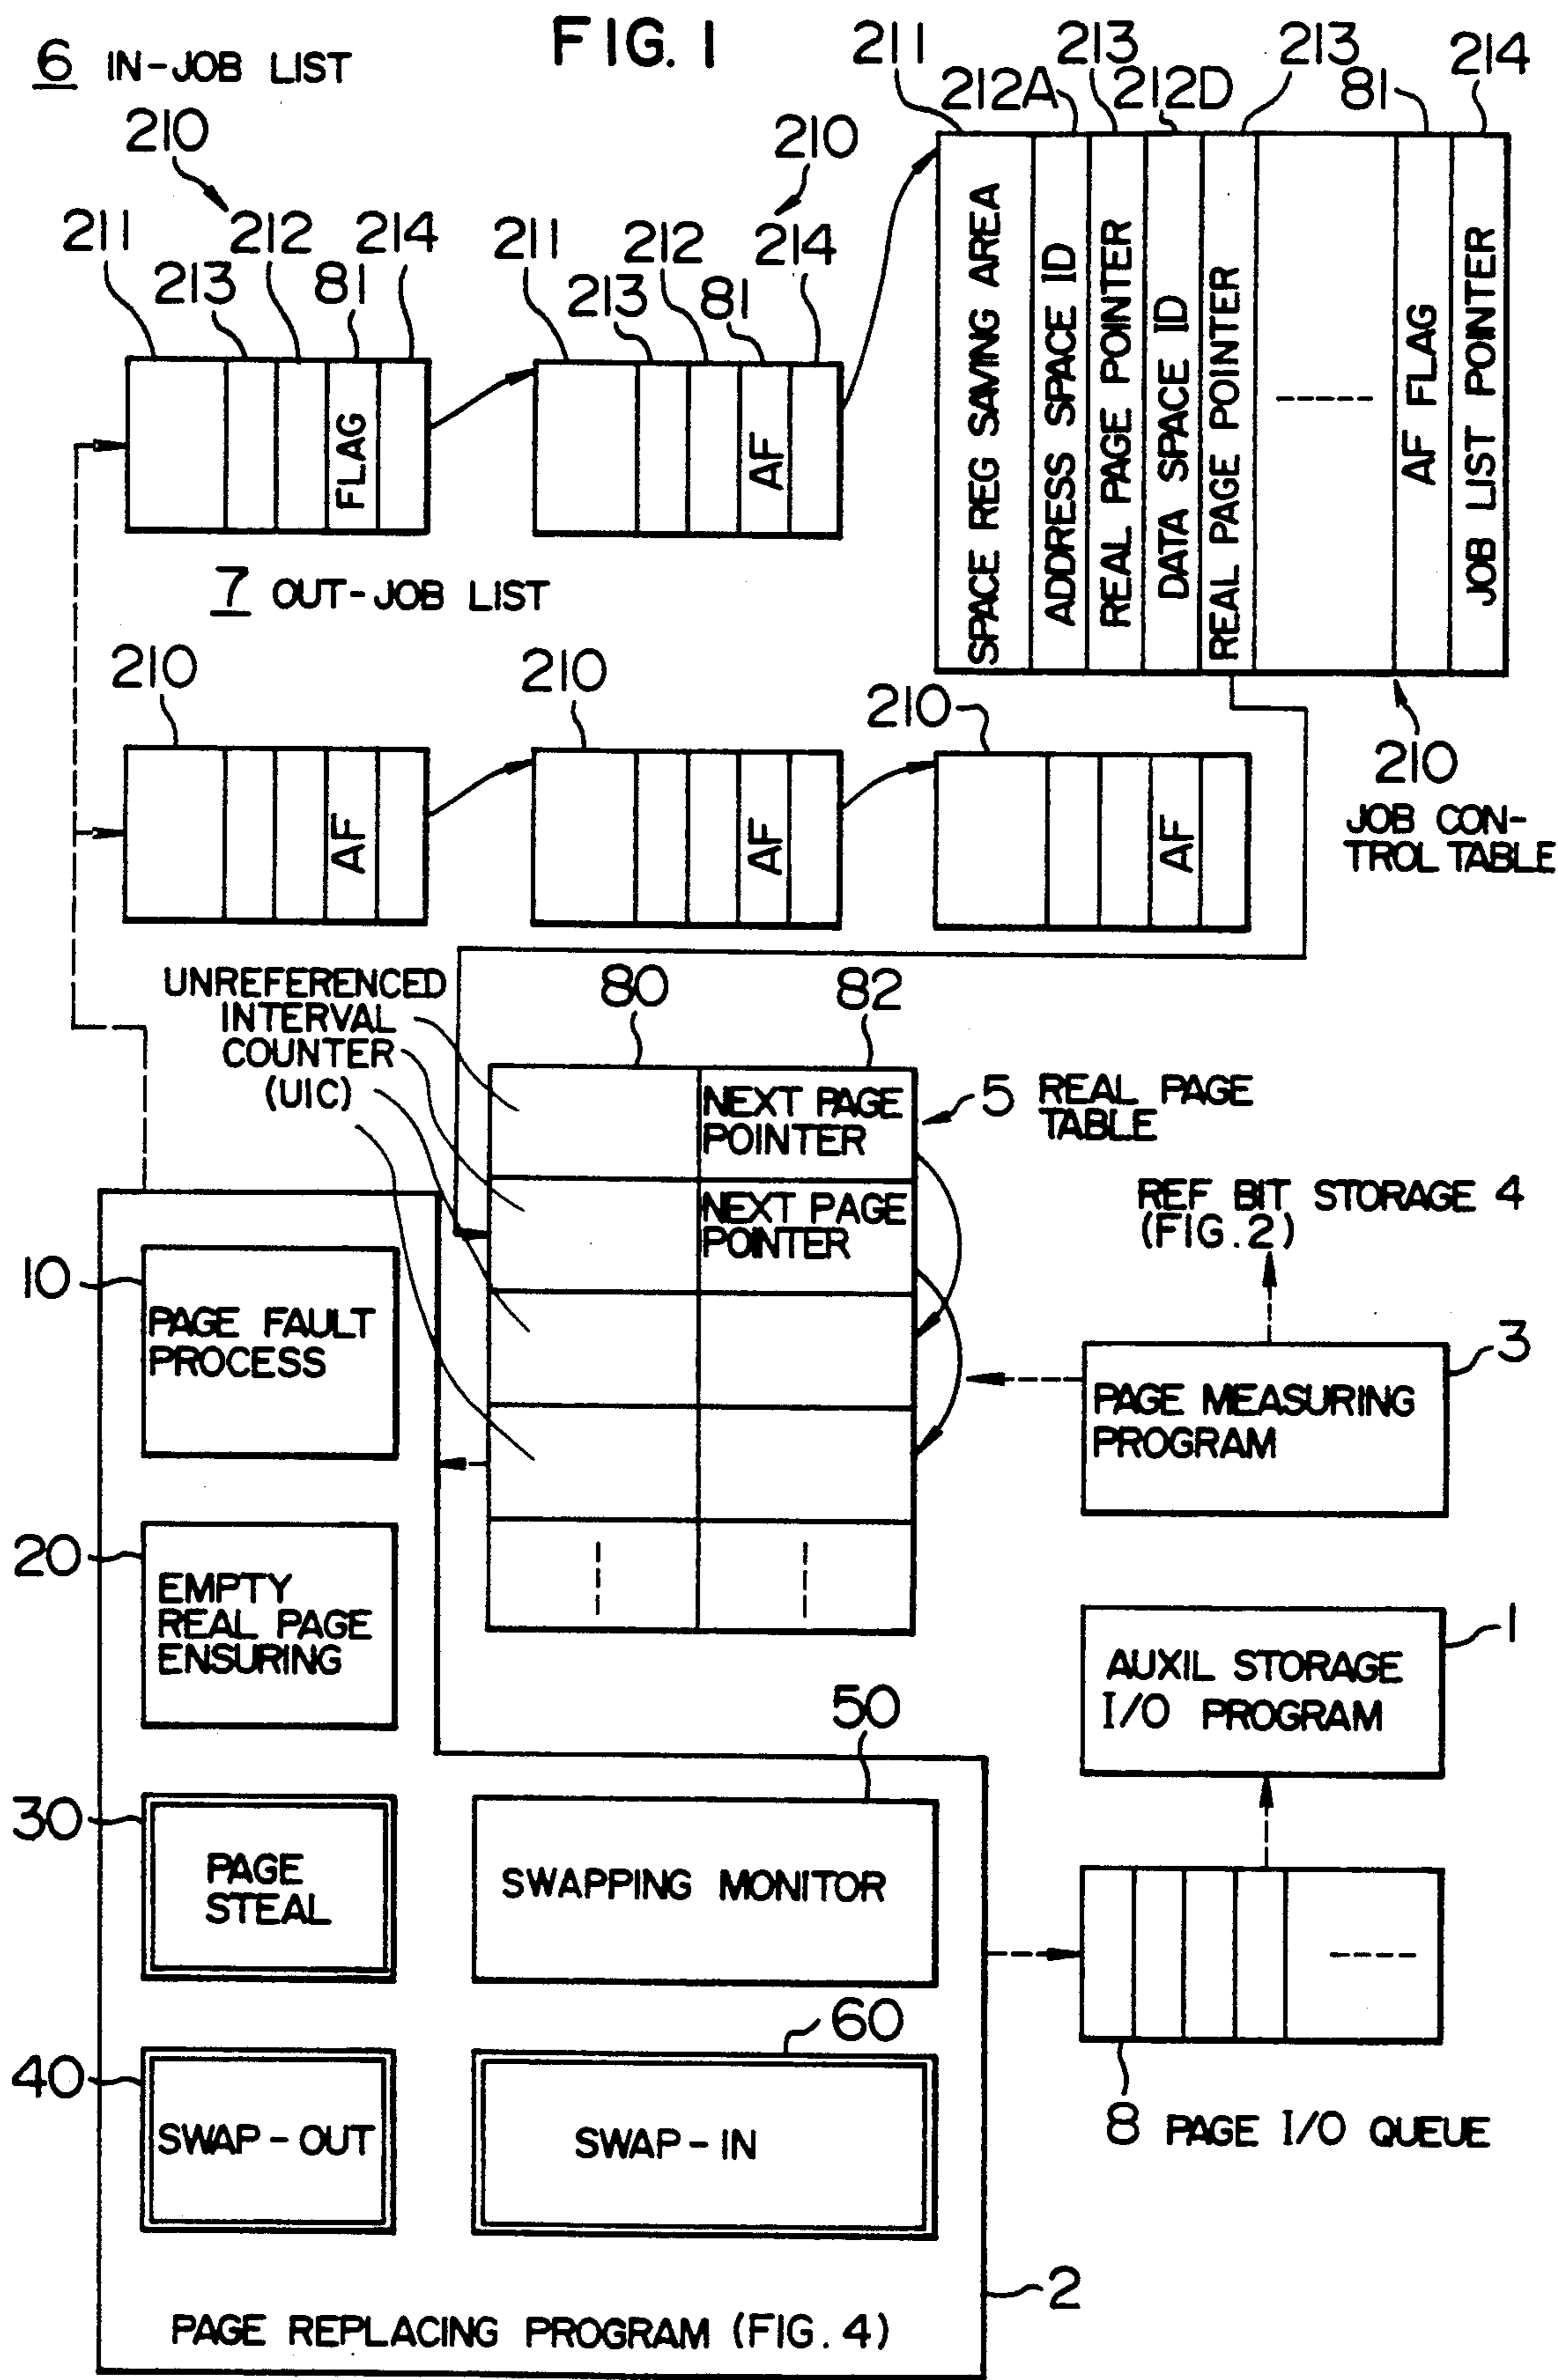 FIG. 1
6 IN-JOB LIST
210
210
211
212
214
213
81
211
212
214
213
81
211
213
213
214
212A
212D
81
FLAG
AF
SPACE REG SAVING AREA
ADDRESS SPACE ID
REAL PAGE POINTER
DATA SPACE ID
REAL PAGE POINTER
AF FLAG
JOB LIST POINTER
7 OUT-JOB LIST
210
210
210
AF
AF
AF
210
JOB CON-
TROL TABLE
UNREFERENCED
INTERVAL
COUNTER
(UIC)
80
82
NEXT PAGE
POINTER
NEXT PAGE
POINTER
5 REAL PAGE
TABLE
REF BIT STORAGE 4
(FIG.2)
3
PAGE MEASURING
PROGRAM
10
PAGE FAULT
PROCESS
20
EMPTY
REAL PAGE
ENSURING
1
AUXIL STORAGE
I/O PROGRAM
30
PAGE
STEAL
50
SWAPPING MONITOR
40
SWAP-OUT
60
SWAP-IN
8 PAGE I/O QUEUE
2
PAGE REPLACING PROGRAM (FIG. 4)